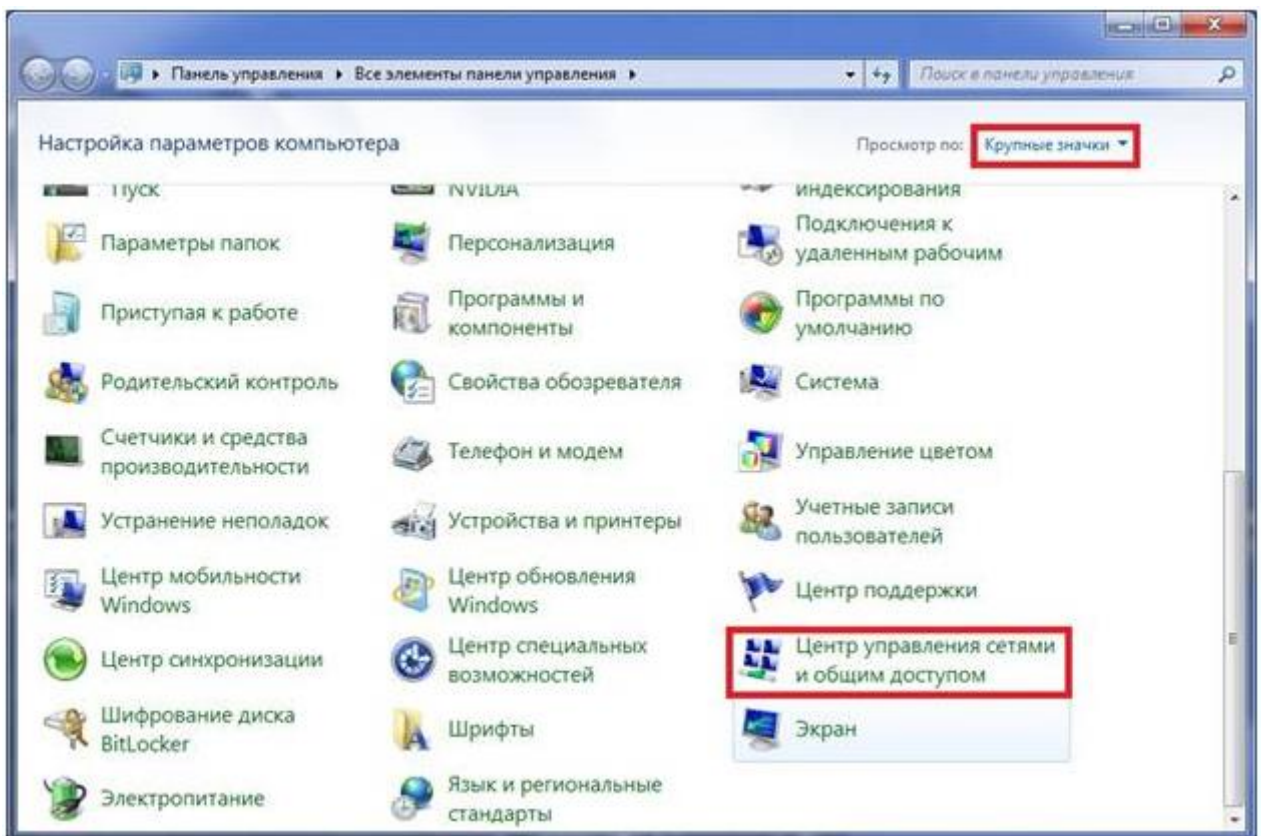 Панель управления ▸ Все элементы панели управления ▸
Поиск в панели управления
Настройка параметров компьютера
Просмотр по: Крупные значки
Пуск
NVIDIA
индексирования
Параметры папок
Персонализация
Подключения к
удаленным рабочим
Приступая к работе
Программы и
компоненты
Программы по
умолчанию
Родительский контроль
Свойства обозревателя
Система
Счетчики и средства
производительности
Телефон и модем
Управление цветом
Устранение неполадок
Устройства и принтеры
Учетные записи
пользователей
Центр мобильности
Windows
Центр обновления
Windows
Центр поддержки
Центр синхронизации
Центр специальных
возможностей
Центр управления сетями
и общим доступом
Шифрование диска
BitLocker
Шрифты
Экран
Электропитание
Язык и региональные
стандарты